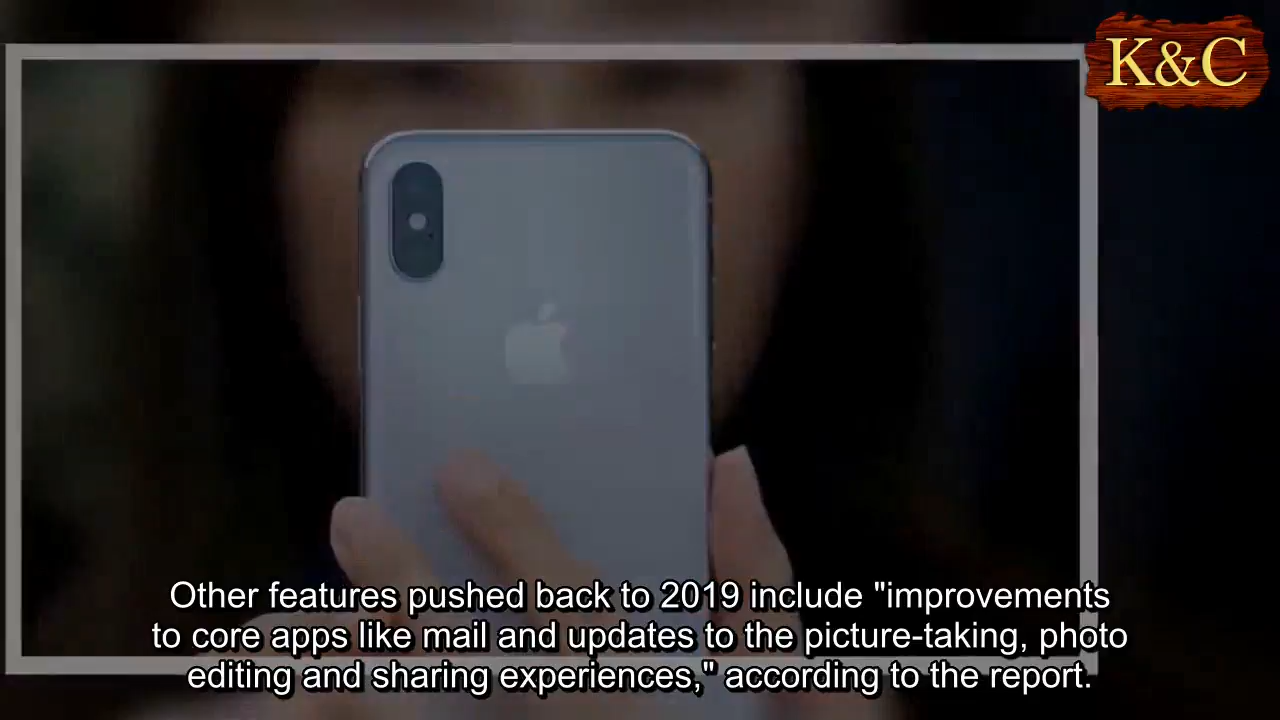 K&C
Other features pushed back to 2019 include "improvements
to core apps like mail and updates to the picture-taking, photo
editing and sharing experiences," according to the report.